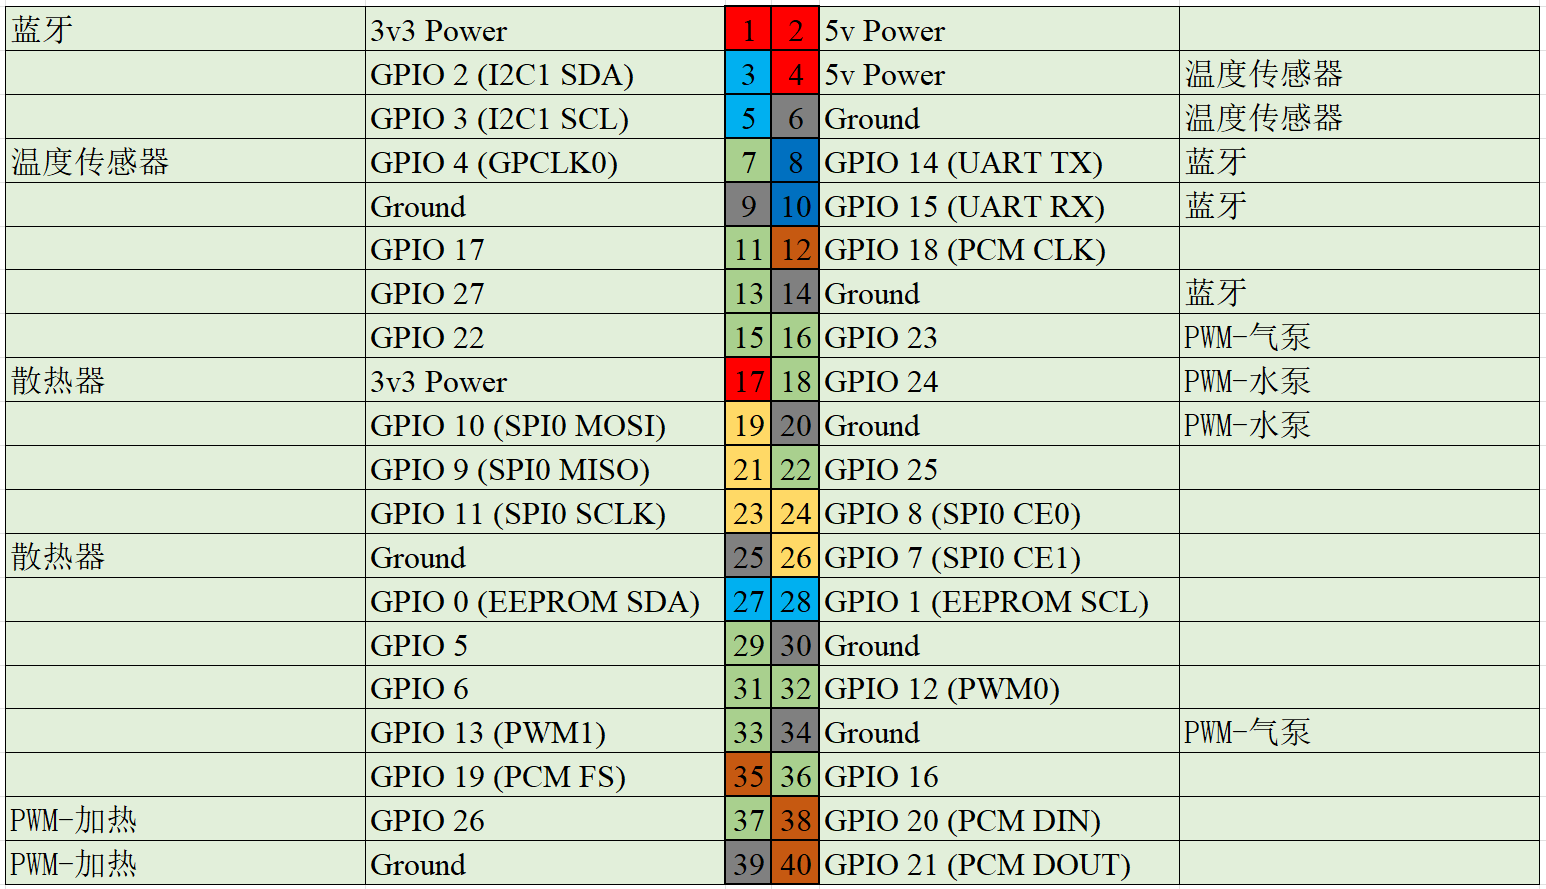 蓝牙 3v3 Power 1 2 5v Power
GPIO 2 (I2C1 SDA) 3 4 5v Power 温度传感器
GPIO 3 (I2C1 SCL) 5 6 Ground 温度传感器
温度传感器 GPIO 4 (GPCLK0) 7 8 GPIO 14 (UART TX) 蓝牙
Ground 9 10 GPIO 15 (UART RX) 蓝牙
GPIO 17 11 12 GPIO 18 (PCM CLK)
GPIO 27 13 14 Ground 蓝牙
GPIO 22 15 16 GPIO 23 PWM-气泵
散热器 3v3 Power 17 18 GPIO 24 PWM-水泵
GPIO 10 (SPI0 MOSI) 19 20 Ground PWM-水泵
GPIO 9 (SPI0 MISO) 21 22 GPIO 25
GPIO 11 (SPI0 SCLK) 23 24 GPIO 8 (SPI0 CE0)
散热器 Ground 25 26 GPIO 7 (SPI0 CE1)
GPIO 0 (EEPROM SDA) 27 28 GPIO 1 (EEPROM SCL)
GPIO 5 29 30 Ground
GPIO 6 31 32 GPIO 12 (PWM0)
GPIO 13 (PWM1) 33 34 Ground PWM-气泵
GPIO 19 (PCM FS) 35 36 GPIO 16
PWM-加热 GPIO 26 37 38 GPIO 20 (PCM DIN)
PWM-加热 Ground 39 40 GPIO 21 (PCM DOUT)